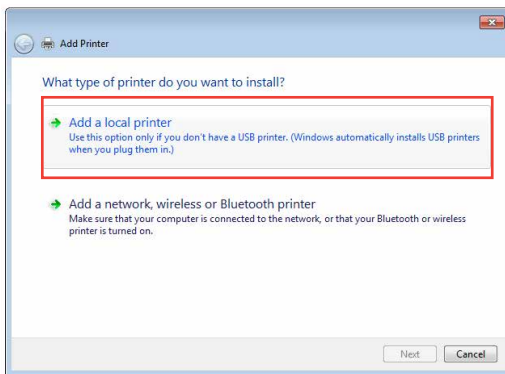 Add Printer
What type of printer do you want to install?
Add a local printer
Use this option only if you don't have a USB printer. (Windows automatically installs USB printers
when you plug them in.)
Add a network, wireless or Bluetooth printer
Make sure that your computer is connected to the network, or that your Bluetooth or wireless
printer is turned on.
Next Cancel